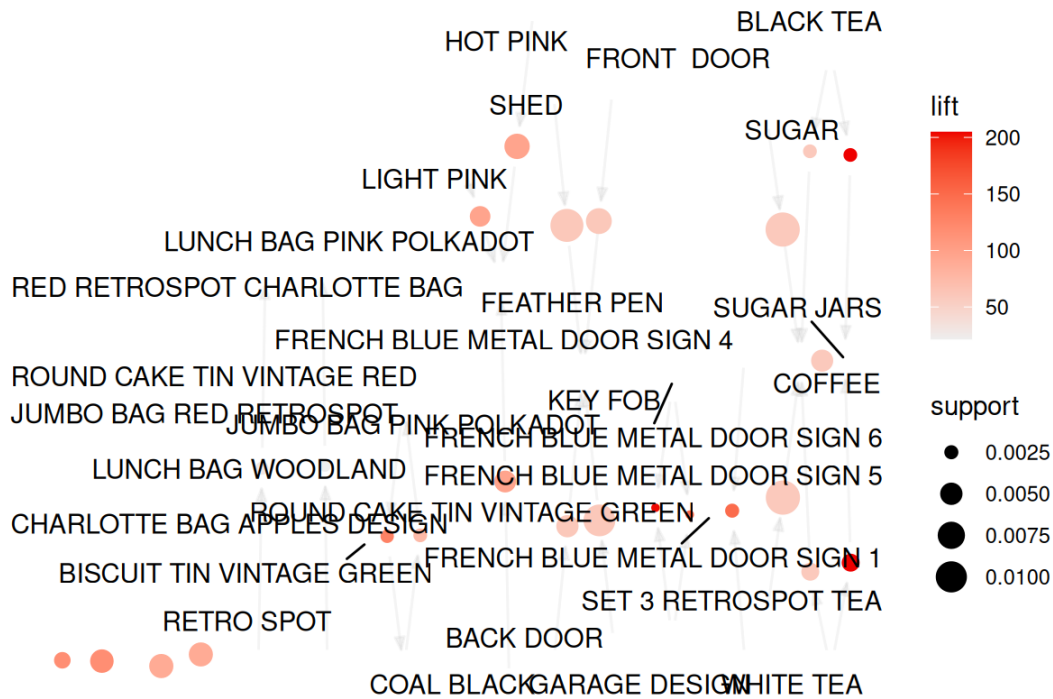 BLACK TEA
HOT PINK
FRONT  DOOR
SHED
SUGAR
LIGHT PINK
LUNCH BAG PINK POLKADOT
RED RETROSPOT CHARLOTTE BAG
FEATHER PEN
SUGAR JARS
FRENCH BLUE METAL DOOR SIGN 4
ROUND CAKE TIN VINTAGE RED
COFFEE
KEY FOB
JUMBO BAG RED RETROSPOT
JUMBO BAG PINK POLKADOT
FRENCH BLUE METAL DOOR SIGN 6
LUNCH BAG WOODLAND
FRENCH BLUE METAL DOOR SIGN 5
ROUND CAKE TIN VINTAGE GREEN
CHARLOTTE BAG APPLES DESIGN
FRENCH BLUE METAL DOOR SIGN 1
BISCUIT TIN VINTAGE GREEN
SET 3 RETROSPOT TEA
RETRO SPOT
BACK DOOR
COAL BLACK
GARAGE DESIGN
WHITE TEA
lift
200
150
100
50
support
0.0025
0.0050
0.0075
0.0100